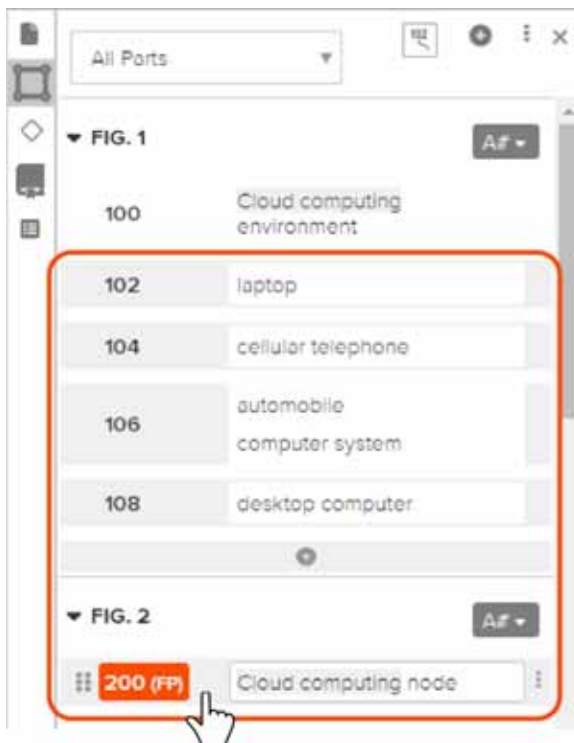 All Parts
102
FIG. 1
A#
100
Cloud computing
environment
102
laptop
104
cellular telephone
106
automobile
computer system
108
desktop computer
FIG. 2
A#
200 (FP)
Cloud computing node